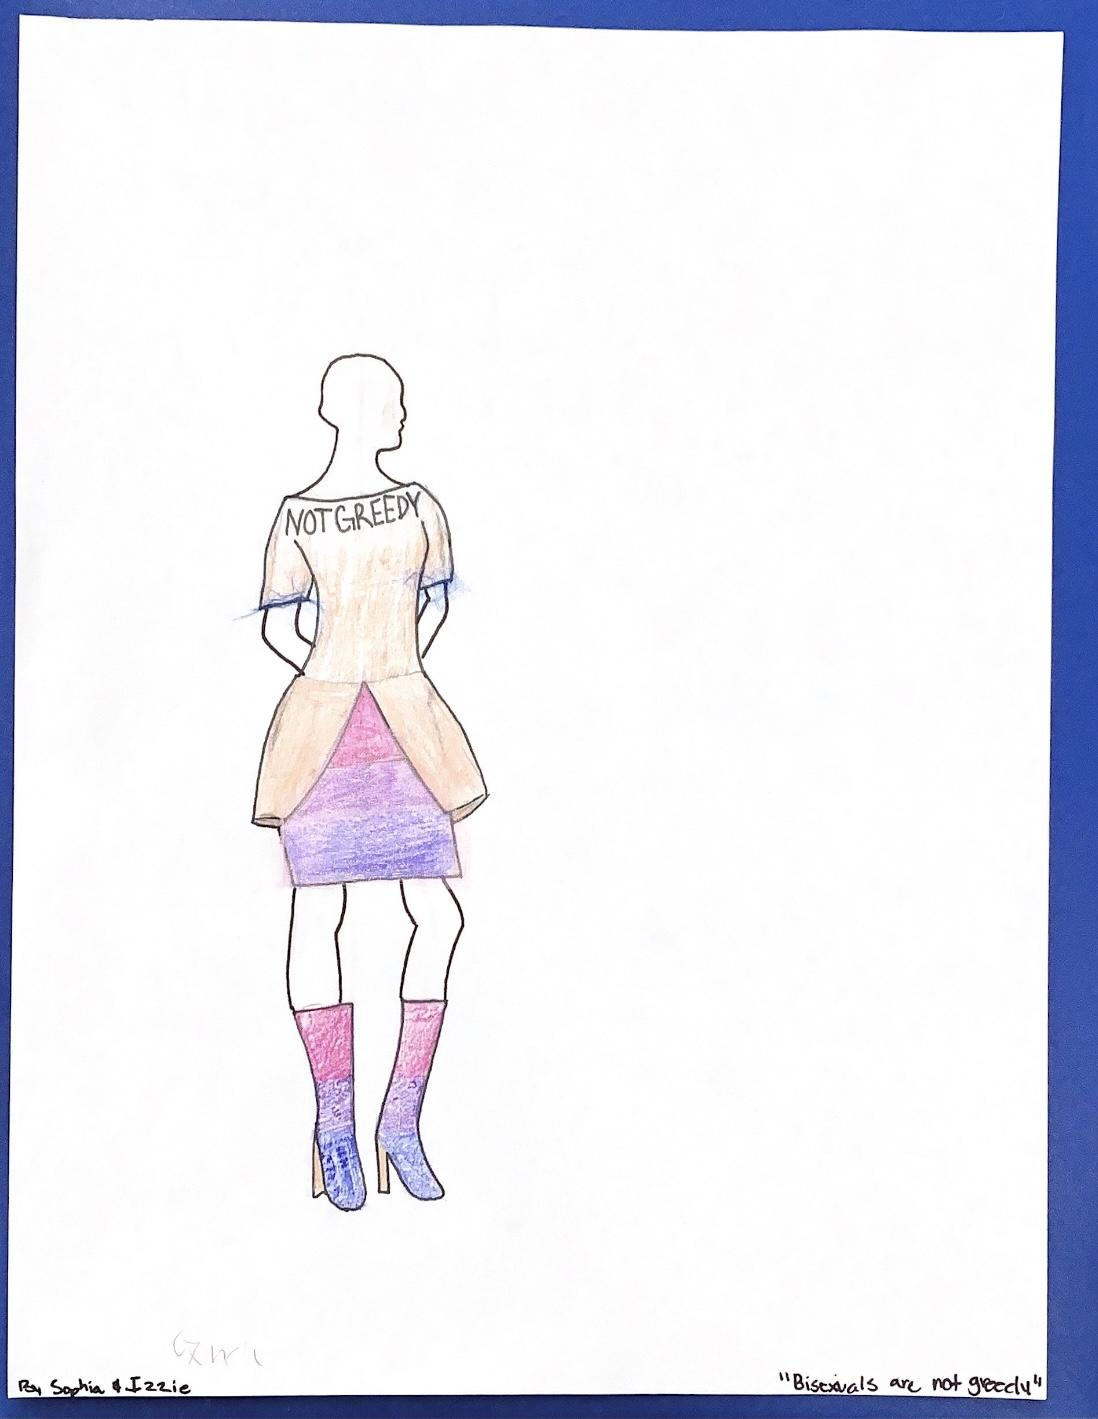 NOT GREEDY
By Sophia & Izzie
"Bisexuals are not greedy"